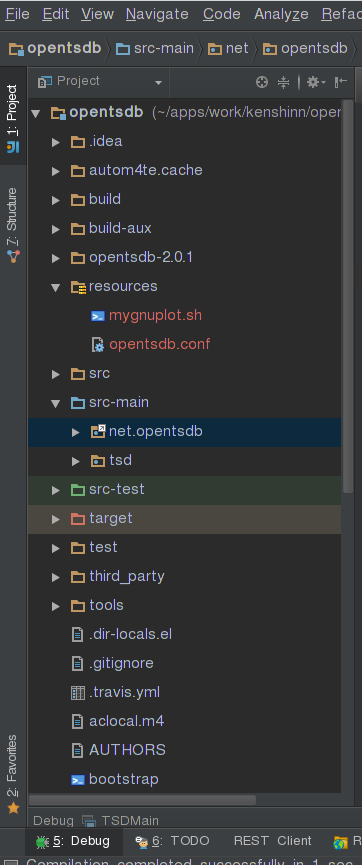 File Edit View Navigate Code Analyze Refa
opentsdb src-main net opentsdb
Project
1: Project
7: Structure
2: Favorites
opentsdb (~/apps/work/kenshinn/oper
.idea
autom4te.cache
build
build-aux
opentsdb-2.0.1
resources
mygnuplot.sh
opentsdb.conf
src
src-main
net.opentsdb
tsd
src-test
target
test
third_party
tools
.dir-locals.el
.gitignore
.travis.yml
aclocal.m4
AUTHORS
bootstrap
Debug TSDMain
5: Debug 6: TODO REST Client R
Compilation completed successfully in 1 sec